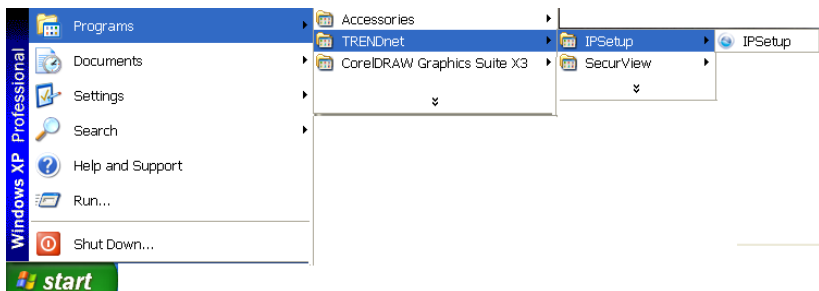 Programs
Documents
Settings
Search
Help and Support
Run...
Shut Down...
Windows XP Professional
start
Accessories
TRENDnet
CorelDRAW Graphics Suite X3
IPSetup
SecurView
IPSetup